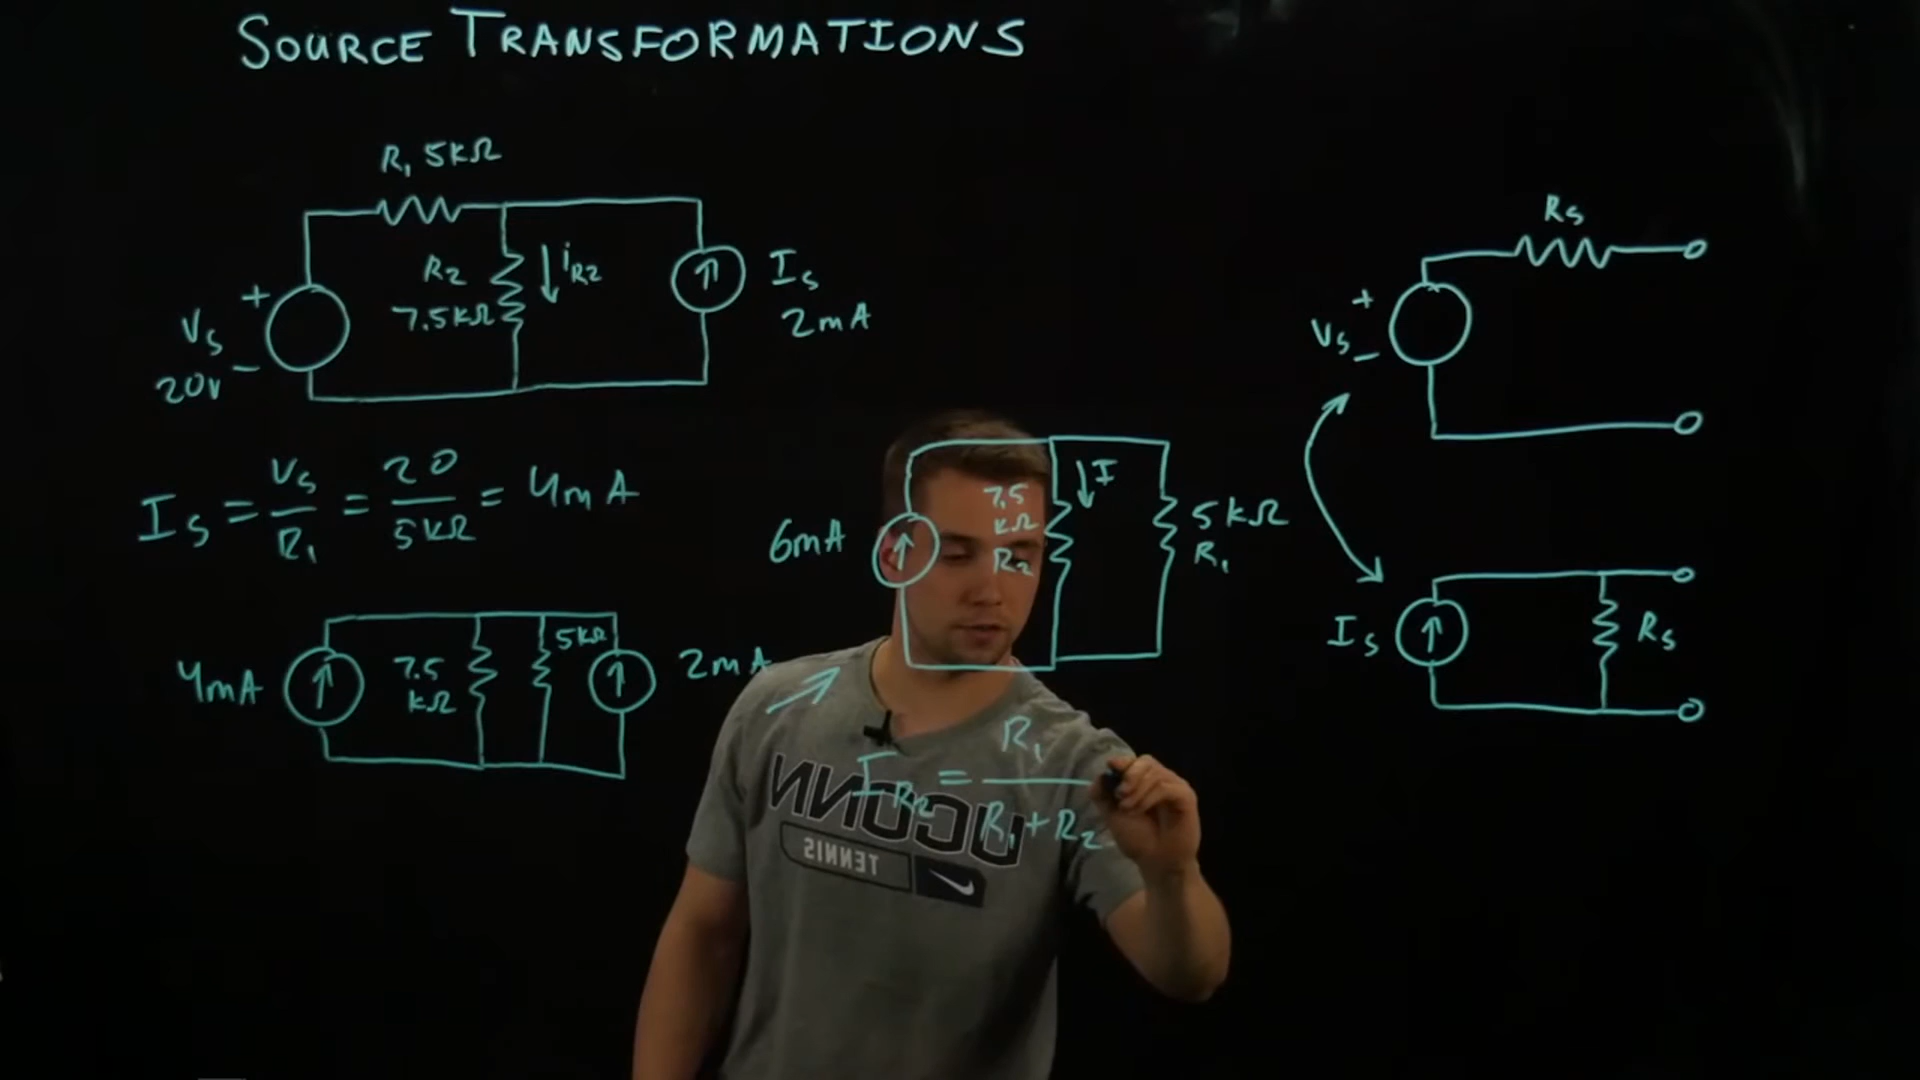 SOURCE TRANSFORMATIONS
R1 5kΩ
R2
7.5kΩ
iR2
+
Vs
20v -
Is
2mA
Is = Vs/R1 = 20/5kΩ = 4mA
4mA
7.5
kΩ
5kΩ
2mA
6mA
7.5
kΩ
R2
I
5kΩ
R1
IR2 = R1/R1+R2
UCONN
TENNIS
Rs
+
Vs
-
Is
Rs